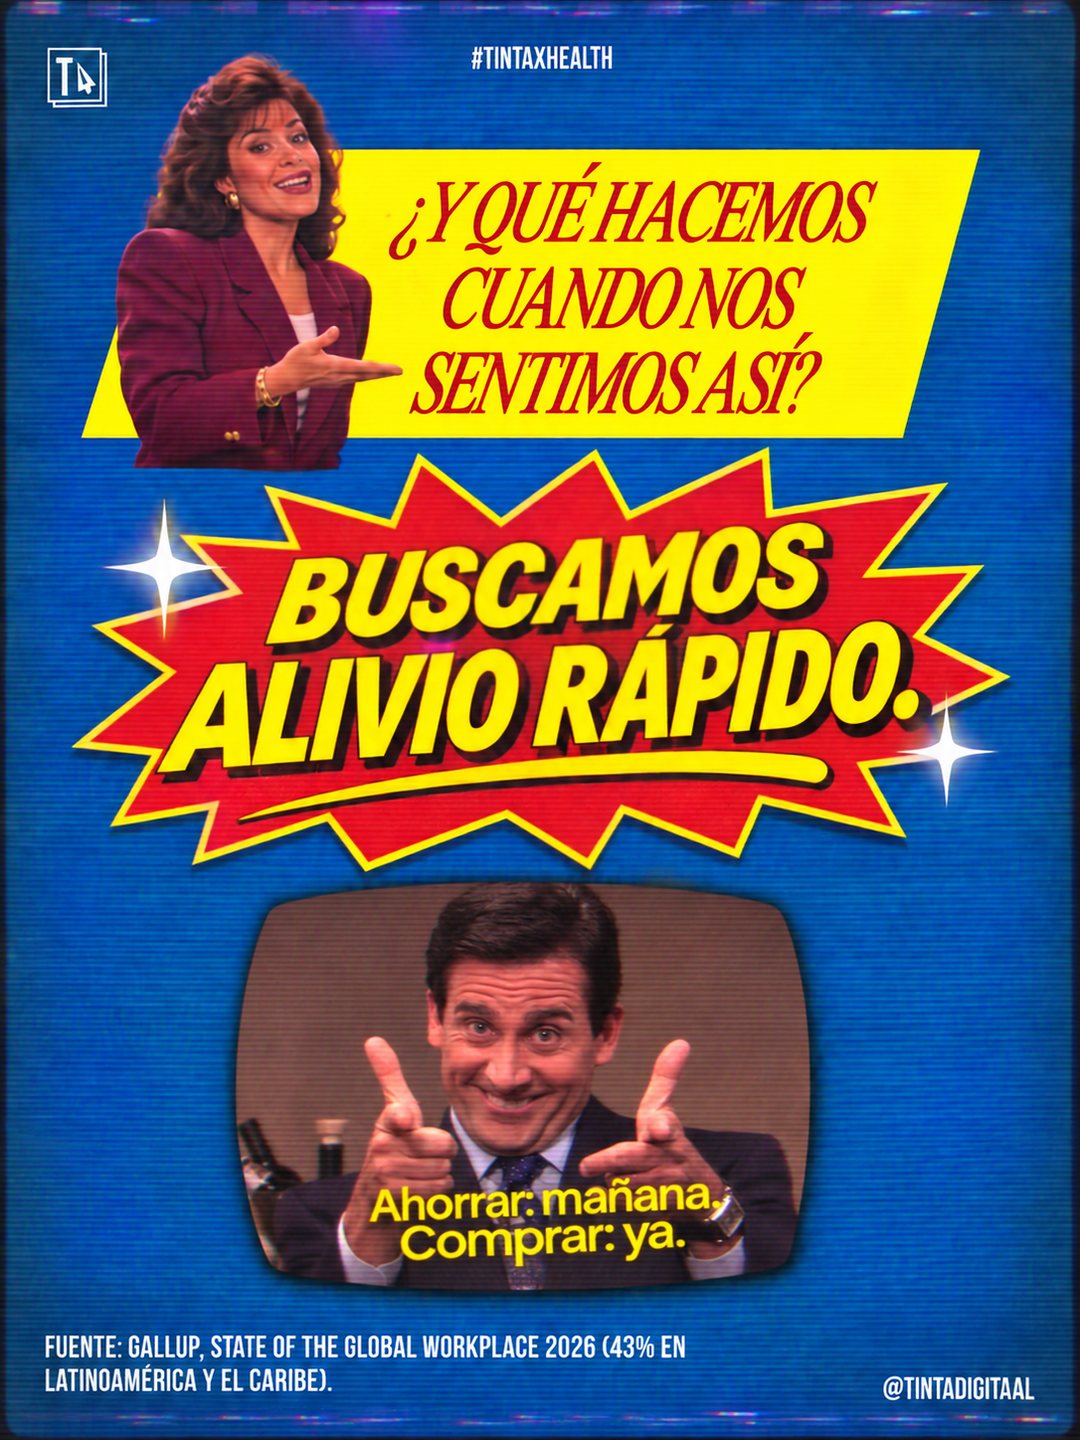 #TINTAXHEALTH
T
¿Y QUÉ HACEMOS
CUANDO NOS
SENTIMOS ASÍ?
BUSCAMOS
ALIVIO RÁPIDO.
Ahorrar: mañana.
Comprar: ya.
FUENTE: GALLUP, STATE OF THE GLOBAL WORKPLACE 2026 (43% EN
LATINOAMÉRICA Y EL CARIBE).
@TINTADIGITAAL